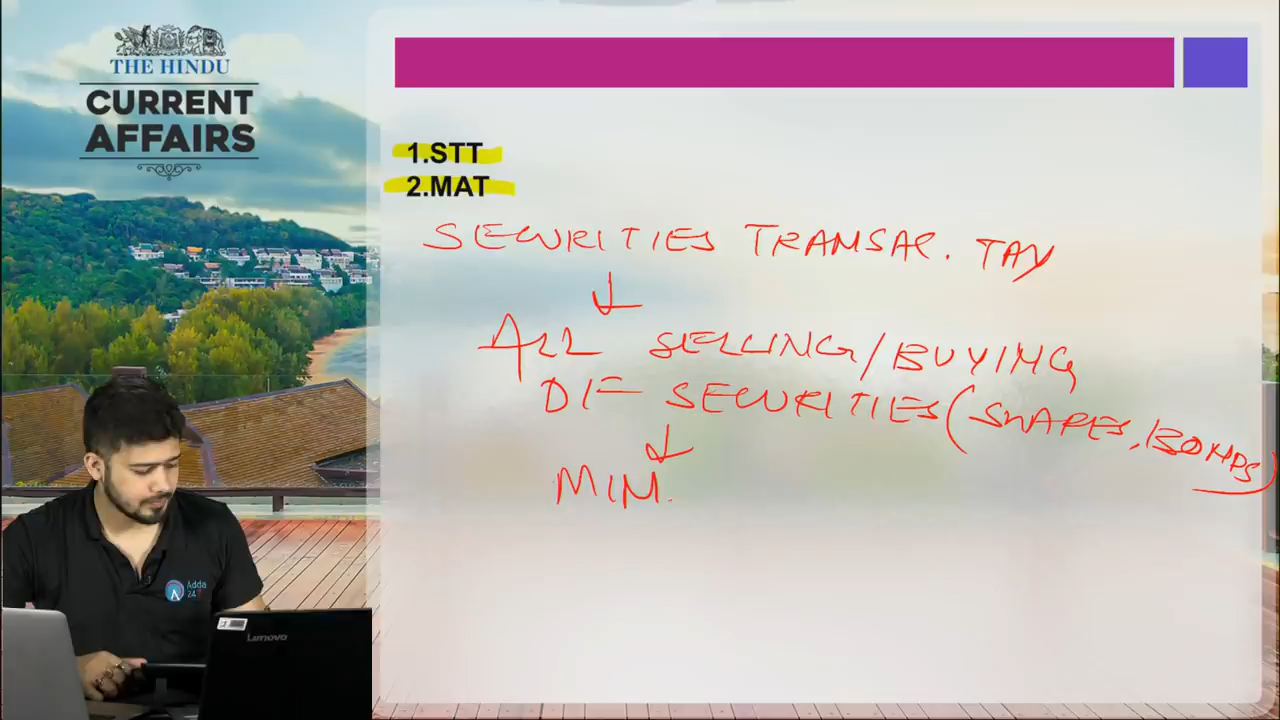 THE HINDU
CURRENT
AFFAIRS
1.STT
2.MAT
SECURITIES TRANSAC. TAX
ALL SELLING/BUYING
OIF SECURITIES (SHARES, BONDS)
MIN.
Adda
247
Lenovo